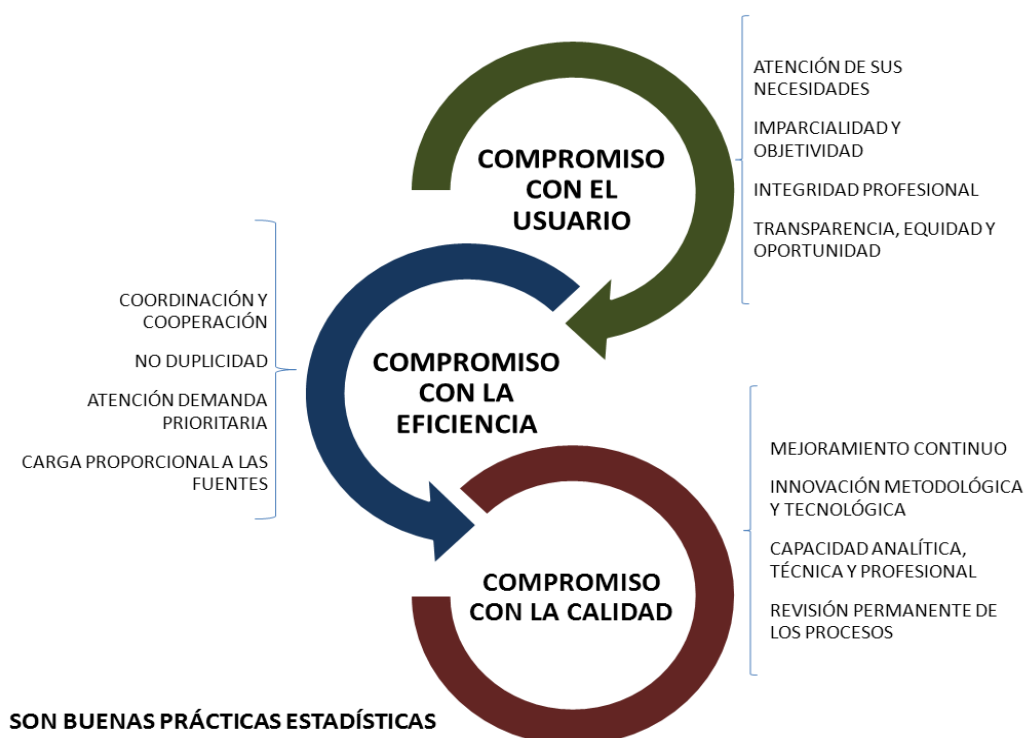 COMPROMISO
CON EL
USUARIO
ATENCIÓN DE SUS
NECESIDADES
IMPARCIALIDAD Y
OBJETIVIDAD
INTEGRIDAD PROFESIONAL
TRANSPARENCIA, EQUIDAD Y
OPORTUNIDAD
COMPROMISO
CON LA
EFICIENCIA
COORDINACIÓN Y
COOPERACIÓN
NO DUPLICIDAD
ATENCIÓN DEMANDA
PRIORITARIA
CARGA PROPORCIONAL A LAS
FUENTES
COMPROMISO
CON LA CALIDAD
MEJORAMIENTO CONTINUO
INNOVACIÓN METODOLÓGICA
Y TECNOLÓGICA
CAPACIDAD ANALÍTICA,
TÉCNICA Y PROFESIONAL
REVISIÓN PERMANENTE DE
LOS PROCESOS
SON BUENAS PRÁCTICAS ESTADÍSTICAS